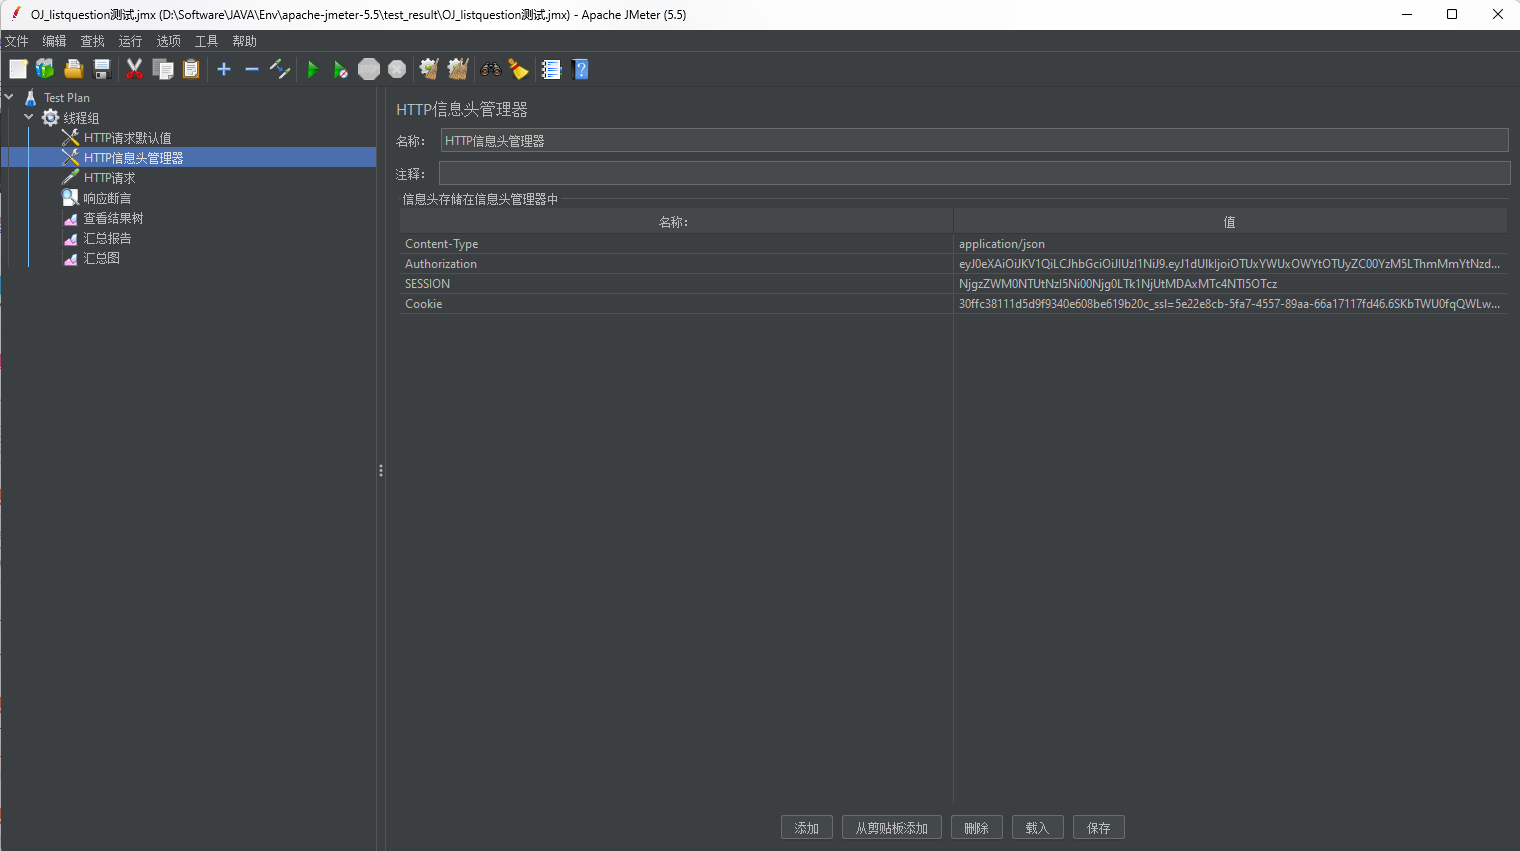 OJ_listquestion测试.jmx (D:\Software\JAVA\Env\apache-jmeter-5.5\test_result\OJ_listquestion测试.jmx) - Apache JMeter (5.5)
文件 编辑 查找 运行 选项 工具 帮助
STOP
Test Plan
线程组
HTTP请求默认值
HTTP信息头管理器
HTTP请求
响应断言
查看结果树
汇总报告
汇总图
HTTP信息头管理器
名称： HTTP信息头管理器
注释：
信息头存储在信息头管理器中
名称： 值
Content-Type application/json
Authorization eyJ0eXAiOiJKV1QiLCJhbGciOiJIUzI1NiJ9.eyJ1dUlkIjoiOTUxYWUxOWYtOTUyZC00YzM5LThmMmYtNzd...
SESSION NjgzZWM0NTUtNzI5Ni00Njg0LTk1NjUtMDAxMTc4NTI5OTcz
Cookie 30ffc38111d5d9f9340e608be619b20c_ssl=5e22e8cb-5fa7-4557-89aa-66a17117fd46.6SKbTWU0fqQWLw...
添加 从剪贴板添加 删除 载入 保存